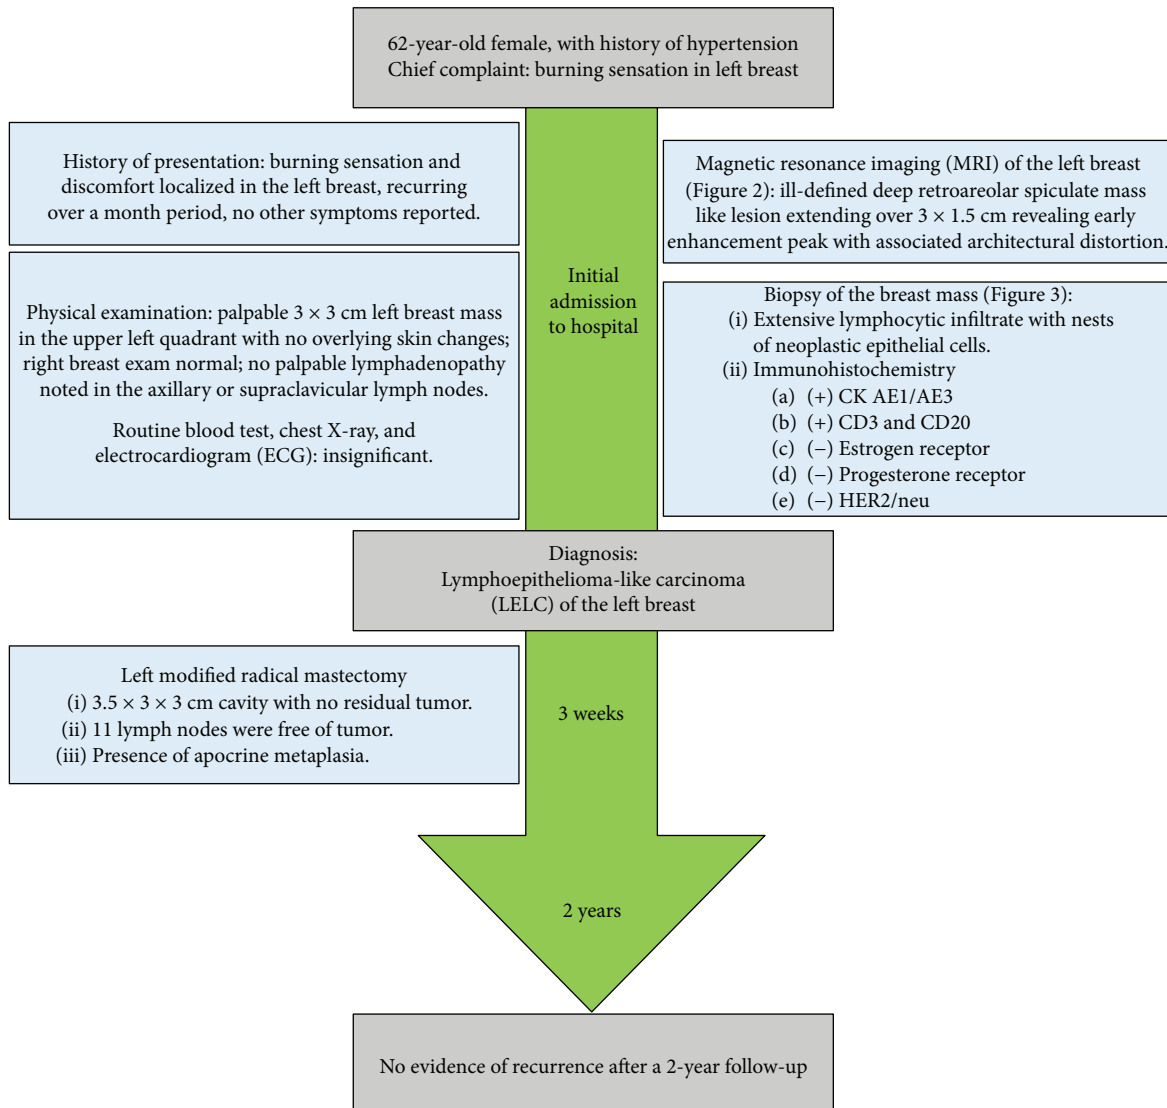 62-year-old female, with history of hypertension
Chief complaint: burning sensation in left breast
History of presentation: burning sensation and
discomfort localized in the left breast, recurring
over a month period, no other symptoms reported.
Physical examination: palpable 3 × 3 cm left breast mass
in the upper left quadrant with no overlying skin changes;
right breast exam normal; no palpable lymphadenopathy
noted in the axillary or supraclavicular lymph nodes.
Routine blood test, chest X-ray, and
electrocardiogram (ECG): insignificant.
Initial
admission
to hospital
Magnetic resonance imaging (MRI) of the left breast
(Figure 2): ill-defined deep retroareolar spiculate mass
like lesion extending over 3 × 1.5 cm revealing early
enhancement peak with associated architectural distortion.
Biopsy of the breast mass (Figure 3):
(i) Extensive lymphocytic infiltrate with nests
of neoplastic epithelial cells.
(ii) Immunohistochemistry
(a) (+) CK AE1/AE3
(b) (+) CD3 and CD20
(c) (−) Estrogen receptor
(d) (−) Progesterone receptor
(e) (−) HER2/neu
Diagnosis:
Lymphoepithelioma-like carcinoma
(LELC) of the left breast
Left modified radical mastectomy
(i) 3.5 × 3 × 3 cm cavity with no residual tumor.
(ii) 11 lymph nodes were free of tumor.
(iii) Presence of apocrine metaplasia.
3 weeks
2 years
No evidence of recurrence after a 2-year follow-up